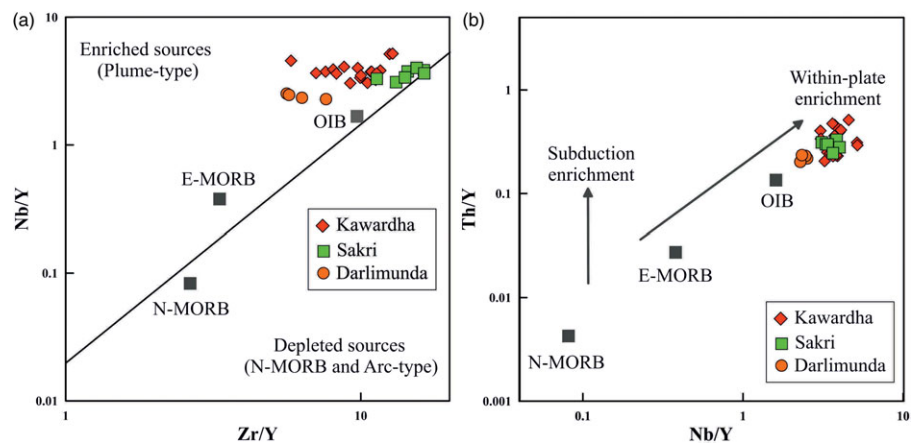 (a)
10
Enriched sources
(Plume-type)
OIB
1
E-MORB
Nb/Y
Kawardha
Sakri
Darlimunda
0.1
N-MORB
Depleted sources
(N-MORB and Arc-type)
0.01
1
10
Zr/Y
(b)
10
Within-plate
enrichment
1
Subduction
enrichment
Th/Y
0.1
OIB
E-MORB
0.01
N-MORB
Kawardha
Sakri
Darlimunda
0.001
0.1
1
10
Nb/Y